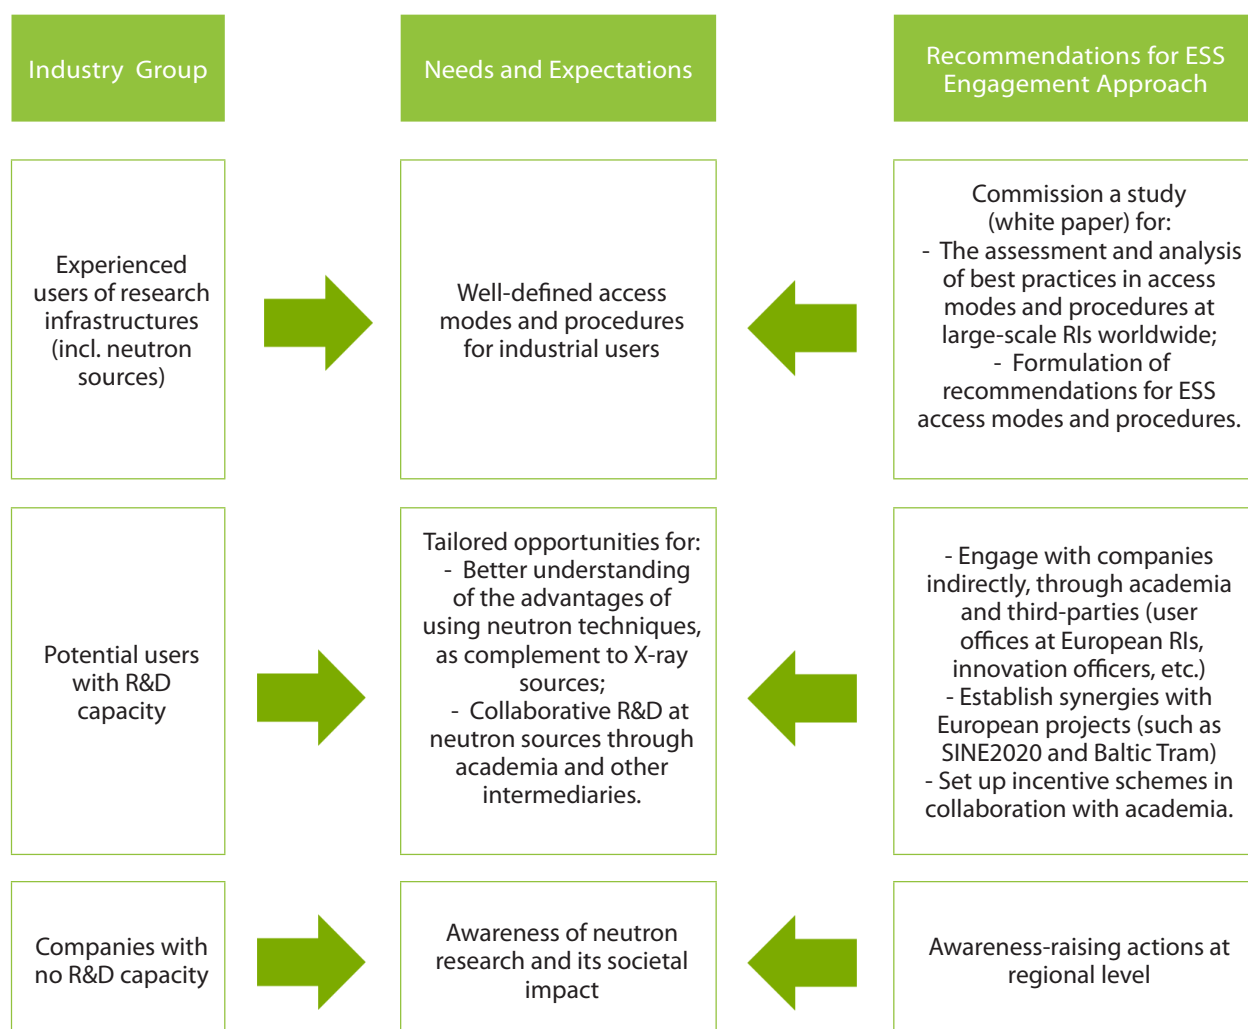 Industry Group
Needs and Expectations
Recommendations for ESS
Engagement Approach
Experienced
users of research
infrastructures
(incl. neutron
sources)
Well-defined access
modes and procedures
for industrial users
Commission a study
(white paper) for:
- The assessment and analysis
of best practices in access
modes and procedures at
large-scale RIs worldwide;
- Formulation of
recommendations for ESS
access modes and procedures.
Potential users
with R&D
capacity
Tailored opportunities for:
- Better understanding
of the advantages of
using neutron techniques,
as complement to X-ray
sources;
- Collaborative R&D at
neutron sources through
academia and other
intermediaries.
- Engage with companies
indirectly, through academia
and third-parties (user
offices at European RIs,
innovation officers, etc.)
- Establish synergies with
European projects (such as
SINE2020 and Baltic Tram)
- Set up incentive schemes in
collaboration with academia.
Companies with
no R&D capacity
Awareness of neutron
research and its societal
impact
Awareness-raising actions at
regional level